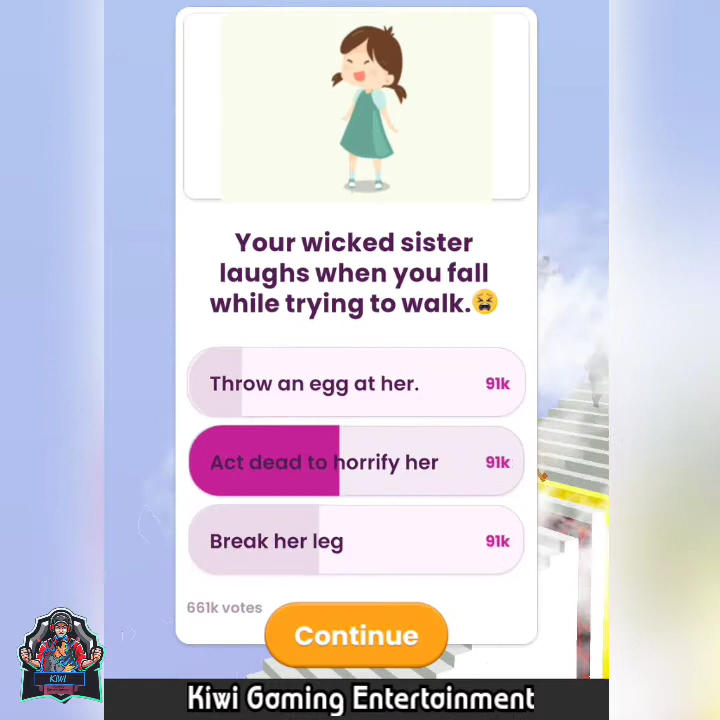 Your wicked sister
laughs when you fall
while trying to walk.😫
Throw an egg at her. 91k
Act dead to horrify her 91k
Break her leg 91k
661k votes
Continue
KIWI
Kiwi Gaming Entertainment